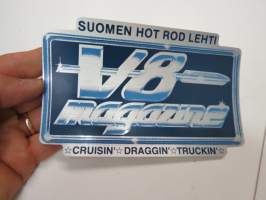 SUOMEN HOT ROD LEHTI
V8
magazine
☆CRUISIN'☆DRAGGIN'☆TRUCKIN'☆